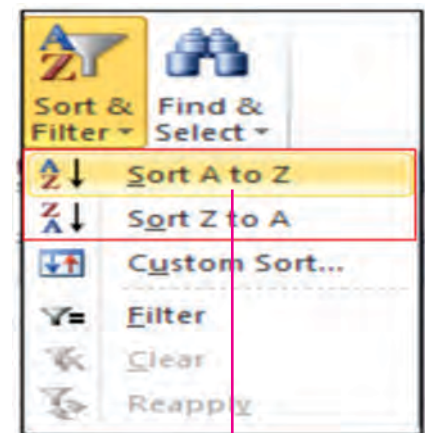 Sort & Filter
Find & Select
Sort A to Z
Sort Z to A
Custom Sort...
Filter
Clear
Reapply